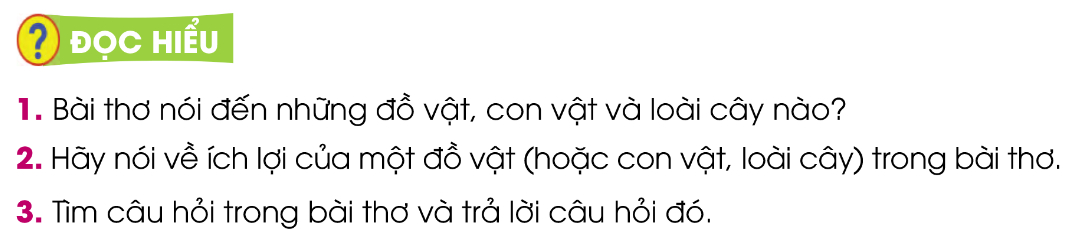 ? ĐỌC HIỂU
1. Bài thơ nói đến những đồ vật, con vật và loài cây nào?
2. Hãy nói về ích lợi của một đồ vật (hoặc con vật, loài cây) trong bài thơ.
3. Tìm câu hỏi trong bài thơ và trả lời câu hỏi đó.